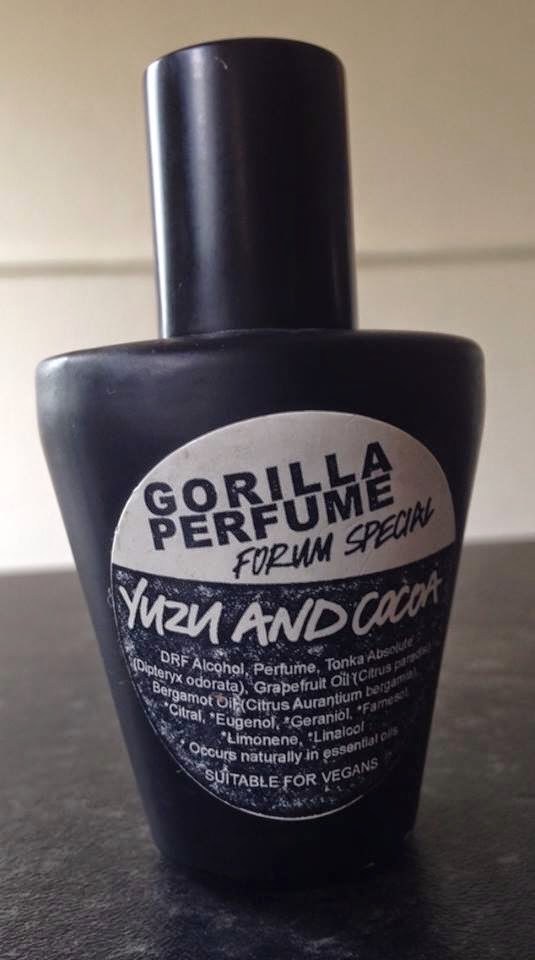 GORILLA
PERFUME
FORUM SPECIAL
YUZU AND COCOA
DRF Alcohol, Perfume, Tonka Absolute
(Dipteryx odorata), Grapefruit Oil (Citrus paradisi),
Bergamot Oil (Citrus Aurantium bergamia),
*Citral, *Eugenol, *Geraniol, *Farnesol,
*Limonene, *Linalool
* Occurs naturally in essential oils
SUITABLE FOR VEGANS